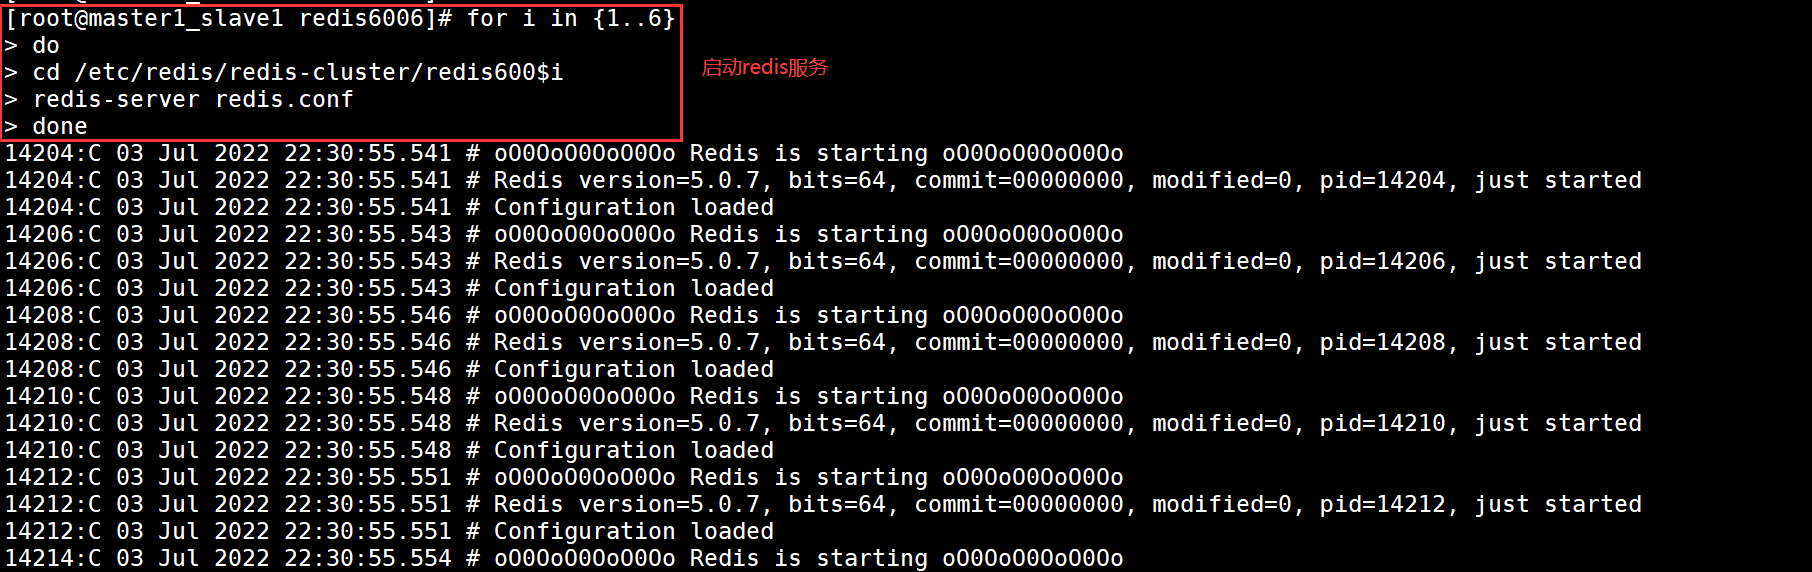 [root@master1_slave1 redis6006]# for i in {1..6}
> do
> cd /etc/redis/redis-cluster/redis600$i
启动redis服务
> redis-server redis.conf
> done
14204:C 03 Jul 2022 22:30:55.541 # oO0OoO0OoO0Oo Redis is starting oO0OoO0OoO0Oo
14204:C 03 Jul 2022 22:30:55.541 # Redis version=5.0.7, bits=64, commit=00000000, modified=0, pid=14204, just started
14204:C 03 Jul 2022 22:30:55.541 # Configuration loaded
14206:C 03 Jul 2022 22:30:55.543 # oO0OoO0OoO0Oo Redis is starting oO0OoO0OoO0Oo
14206:C 03 Jul 2022 22:30:55.543 # Redis version=5.0.7, bits=64, commit=00000000, modified=0, pid=14206, just started
14206:C 03 Jul 2022 22:30:55.543 # Configuration loaded
14208:C 03 Jul 2022 22:30:55.546 # oO0OoO0OoO0Oo Redis is starting oO0OoO0OoO0Oo
14208:C 03 Jul 2022 22:30:55.546 # Redis version=5.0.7, bits=64, commit=00000000, modified=0, pid=14208, just started
14208:C 03 Jul 2022 22:30:55.546 # Configuration loaded
14210:C 03 Jul 2022 22:30:55.548 # oO0OoO0OoO0Oo Redis is starting oO0OoO0OoO0Oo
14210:C 03 Jul 2022 22:30:55.548 # Redis version=5.0.7, bits=64, commit=00000000, modified=0, pid=14210, just started
14210:C 03 Jul 2022 22:30:55.548 # Configuration loaded
14212:C 03 Jul 2022 22:30:55.551 # oO0OoO0OoO0Oo Redis is starting oO0OoO0OoO0Oo
14212:C 03 Jul 2022 22:30:55.551 # Redis version=5.0.7, bits=64, commit=00000000, modified=0, pid=14212, just started
14212:C 03 Jul 2022 22:30:55.551 # Configuration loaded
14214:C 03 Jul 2022 22:30:55.554 # oO0OoO0OoO0Oo Redis is starting oO0OoO0OoO0Oo